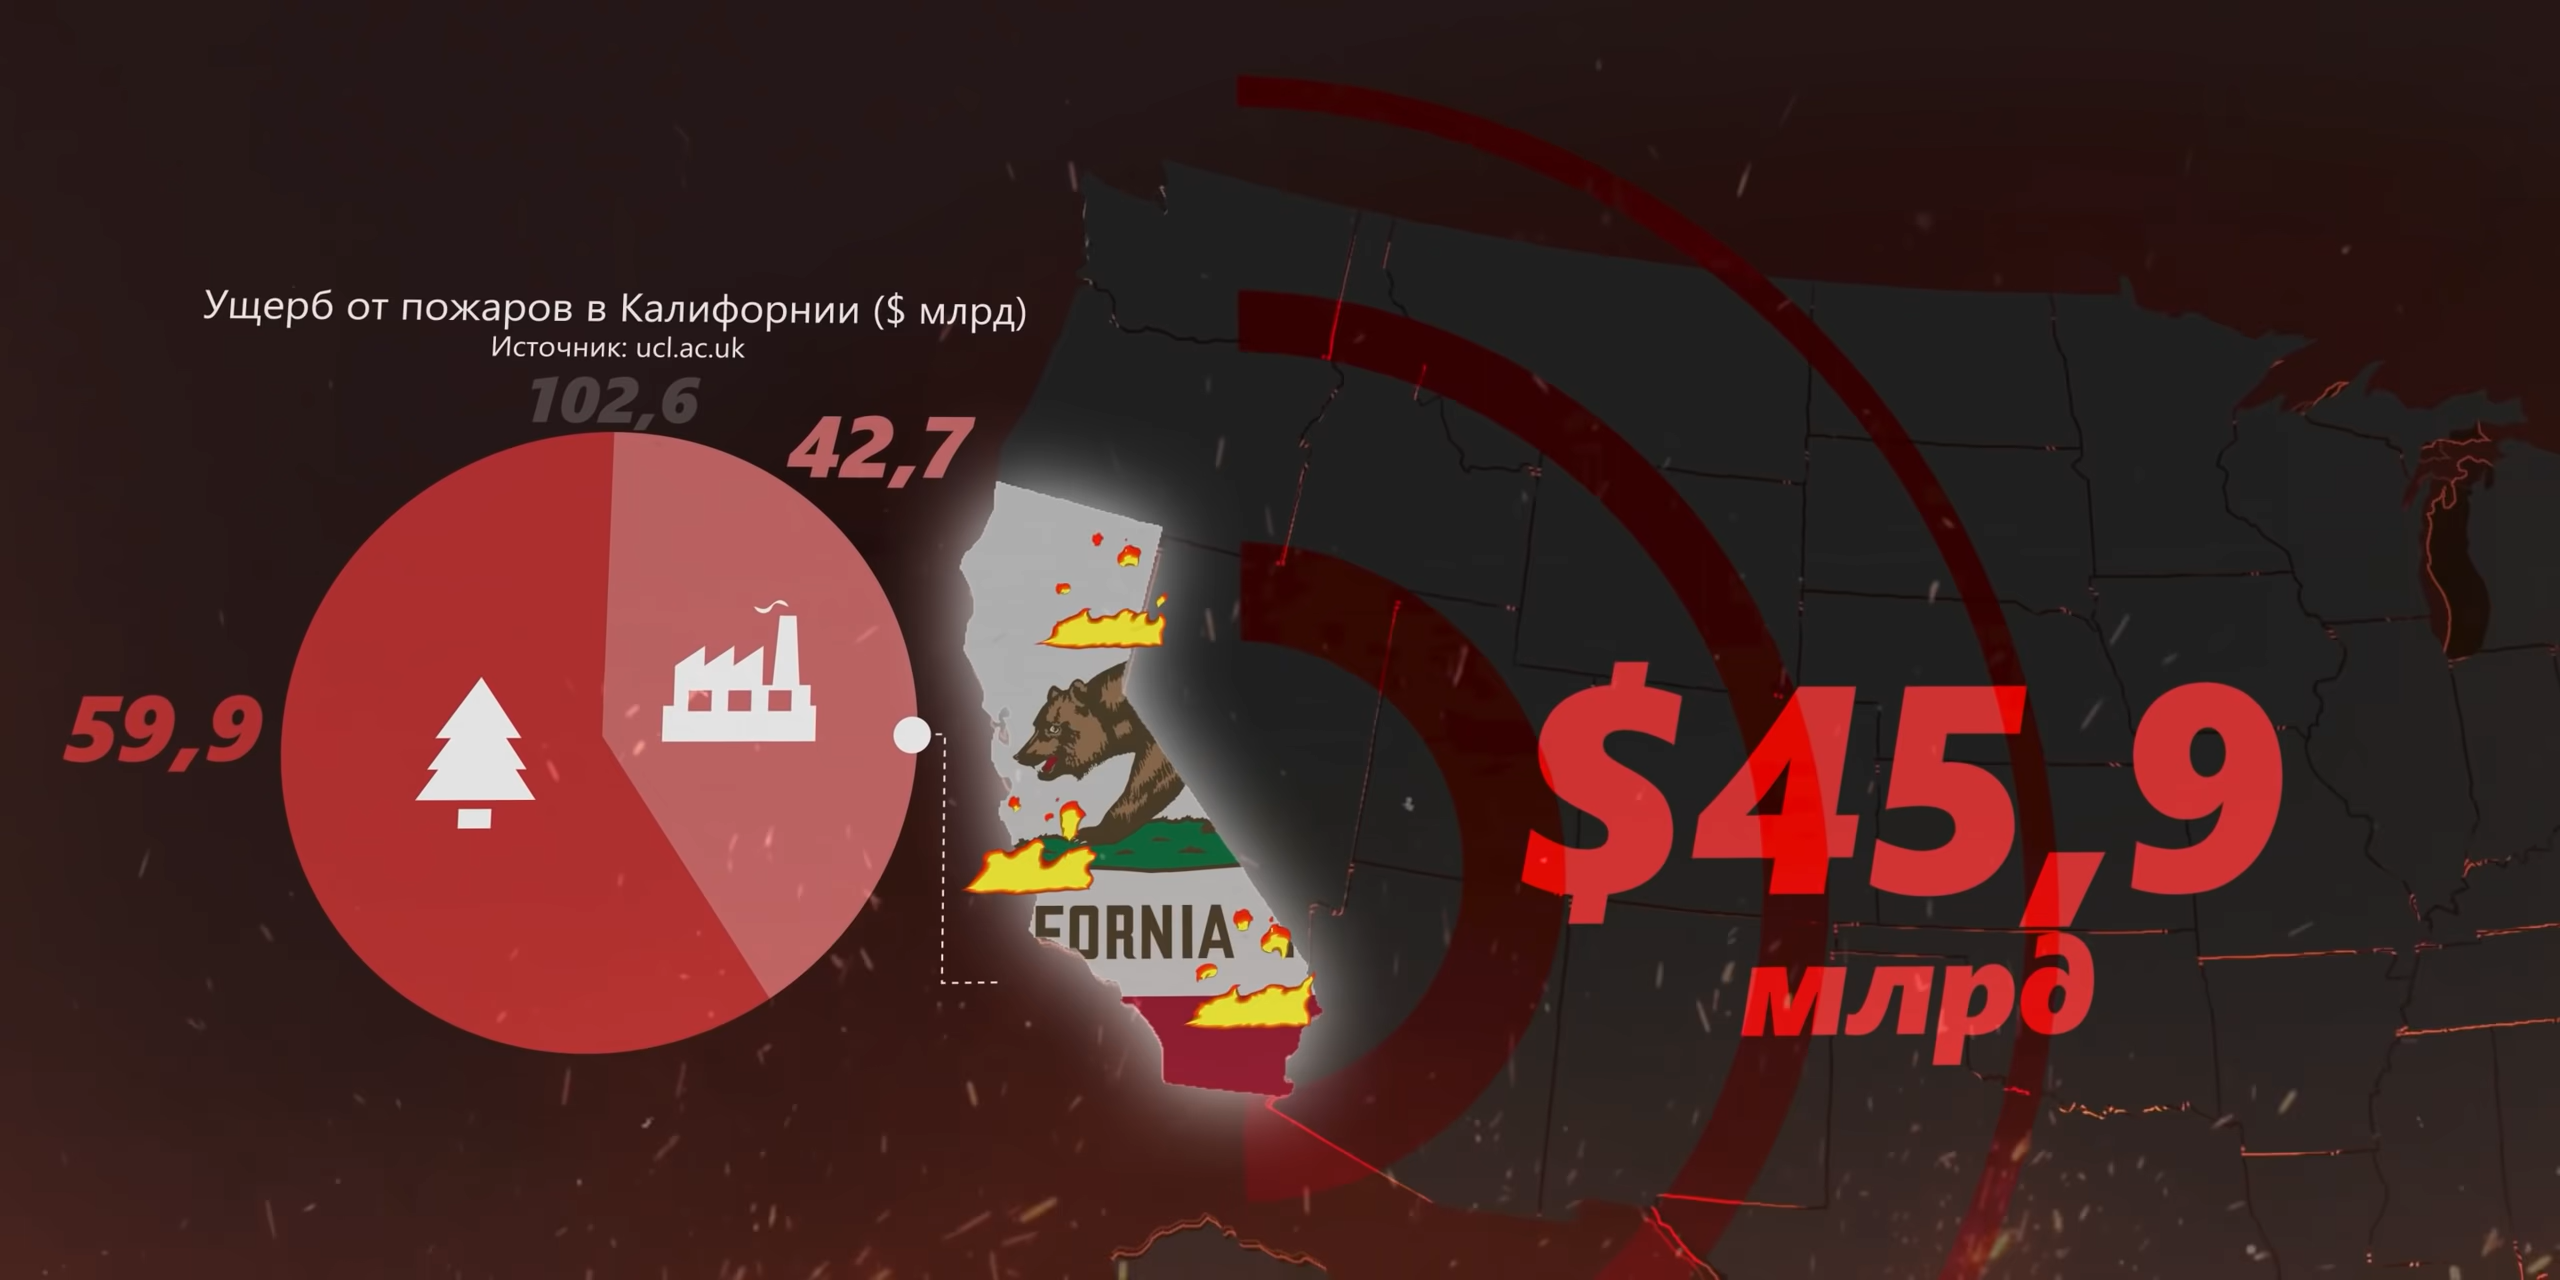 Ущерб от пожаров в Калифорнии ($ млрд)
Источник: ucl.ac.uk
102,6
42,7
59,9
FORNIA
$45,9
млрд